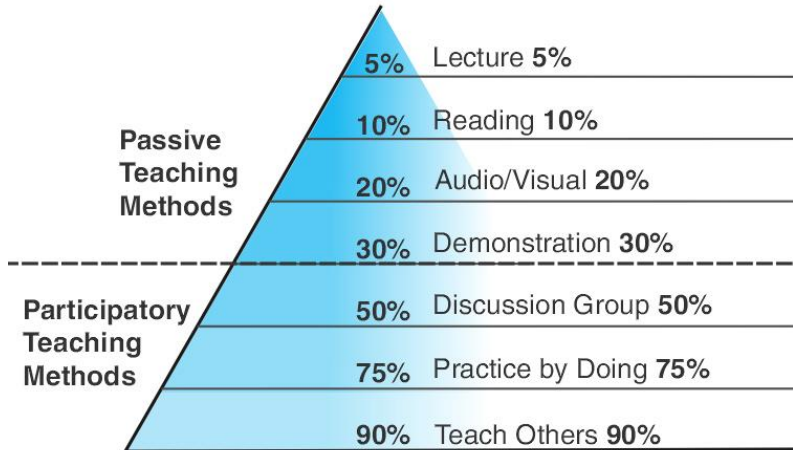 5% Lecture 5%
10% Reading 10%
Passive
Teaching
Methods
20% Audio/Visual 20%
30% Demonstration 30%
Participatory
Teaching
Methods
50% Discussion Group 50%
75% Practice by Doing 75%
90% Teach Others 90%